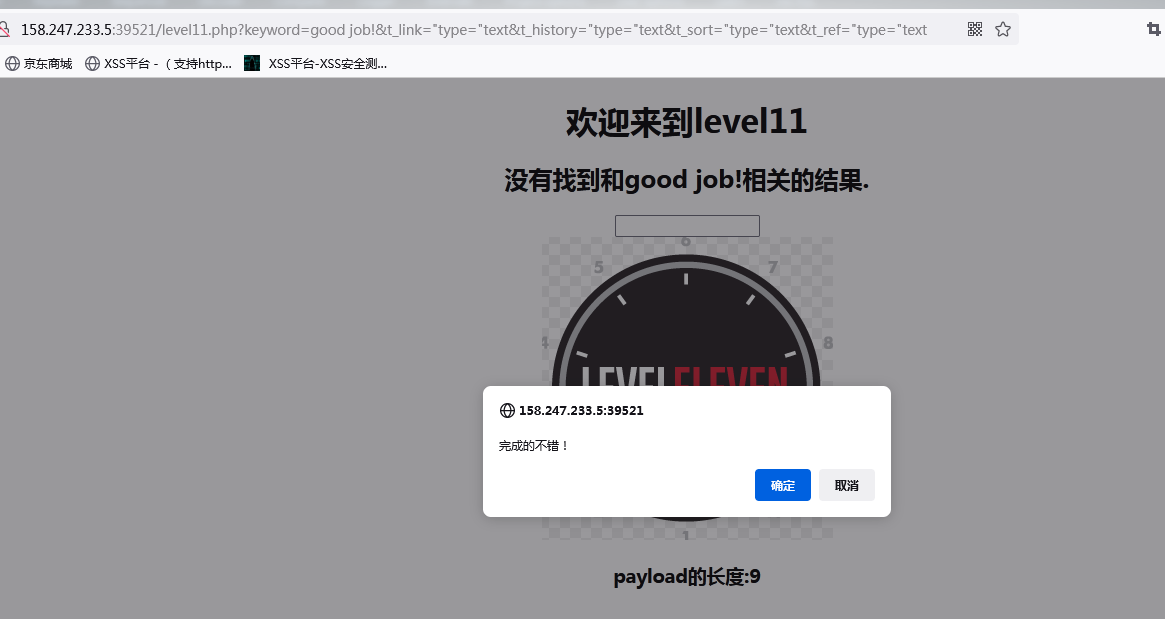 158.247.233.5:39521/level11.php?keyword=good job!&t_link="type="text&t_history="type="text&t_sort="type="text&t_ref="type="text
京东商城 XSS平台 -（支持http... XSS平台-XSS安全测...
欢迎来到level11
没有找到和good job!相关的结果.
6
5 7
4 8
LEVELELEVEN
158.247.233.5:39521
完成的不错！
确定 取消
1
payload的长度:9